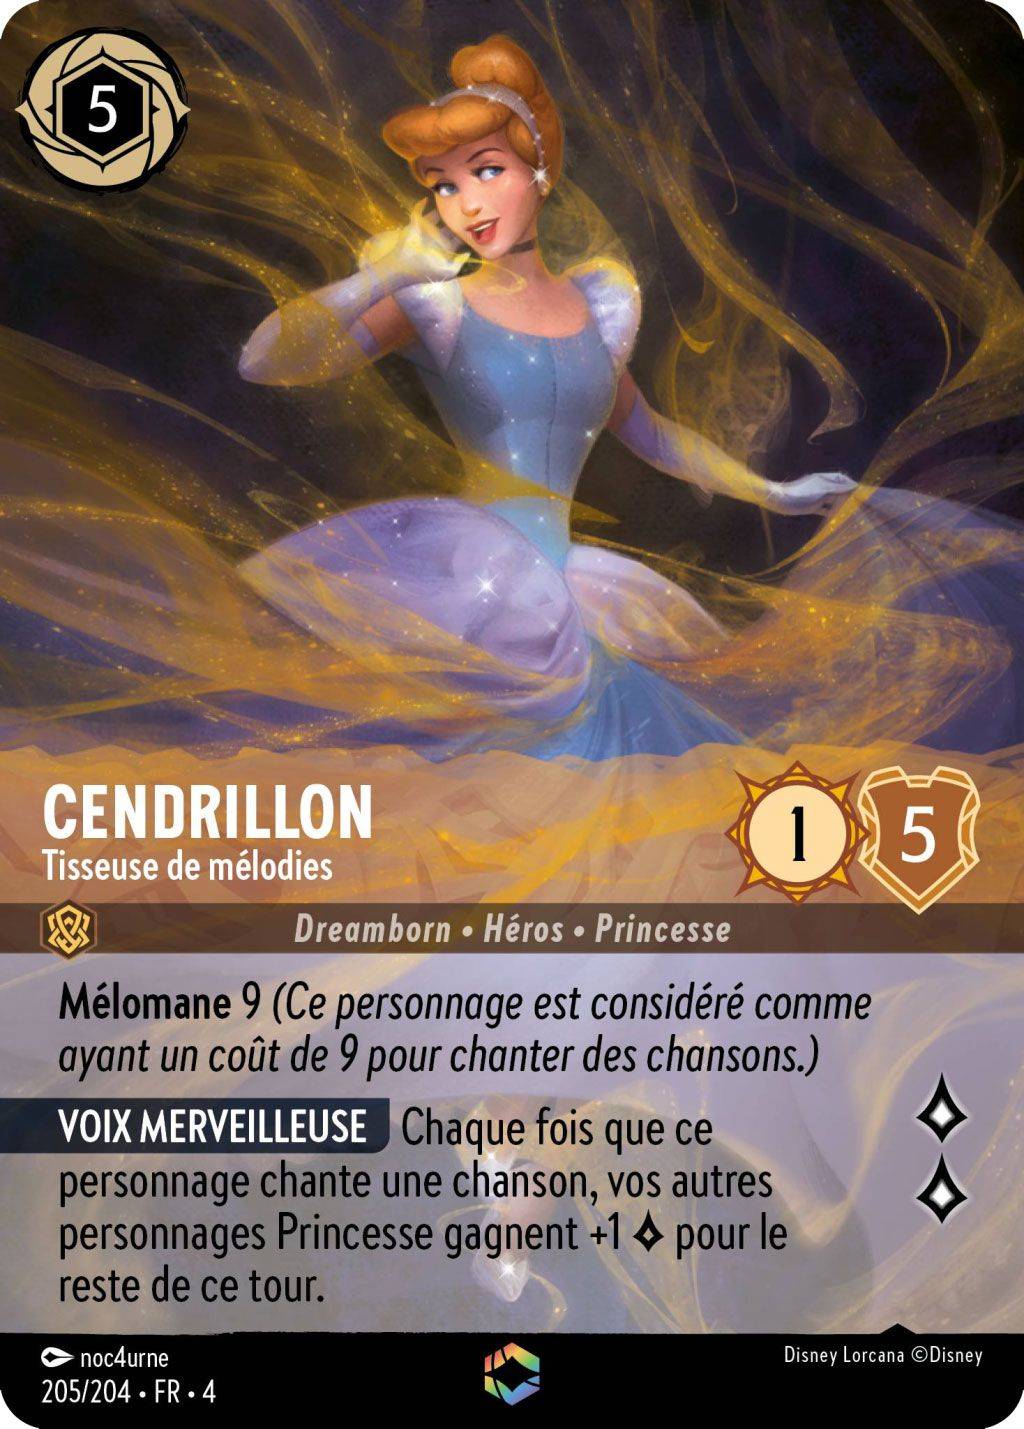 5
CENDRILLON
Tisseuse de mélodies
1
5
Dreamborn • Héros • Princesse
Mélomane 9 (Ce personnage est considéré comme
ayant un coût de 9 pour chanter des chansons.)
VOIX MERVEILLEUSE Chaque fois que ce
personnage chante une chanson, vos autres
personnages Princesse gagnent +1 pour le
reste de ce tour.
noc4urne
Disney Lorcana ©Disney
205/204 • FR • 4